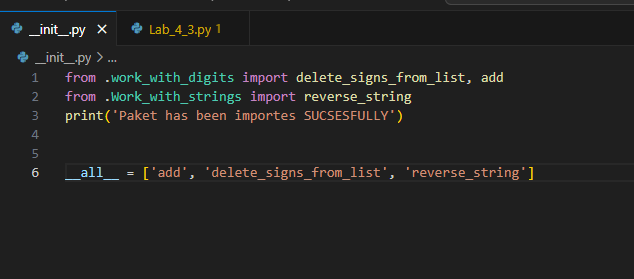 __init__.py ×
Lab_4_3.py 1
__init__.py > ...
1 from .work_with_digits import delete_signs_from_list, add
2 from .Work_with_strings import reverse_string
3 print('Paket has been importes SUCSESFULLY')
4
5
6 __all__ = ['add', 'delete_signs_from_list', 'reverse_string']